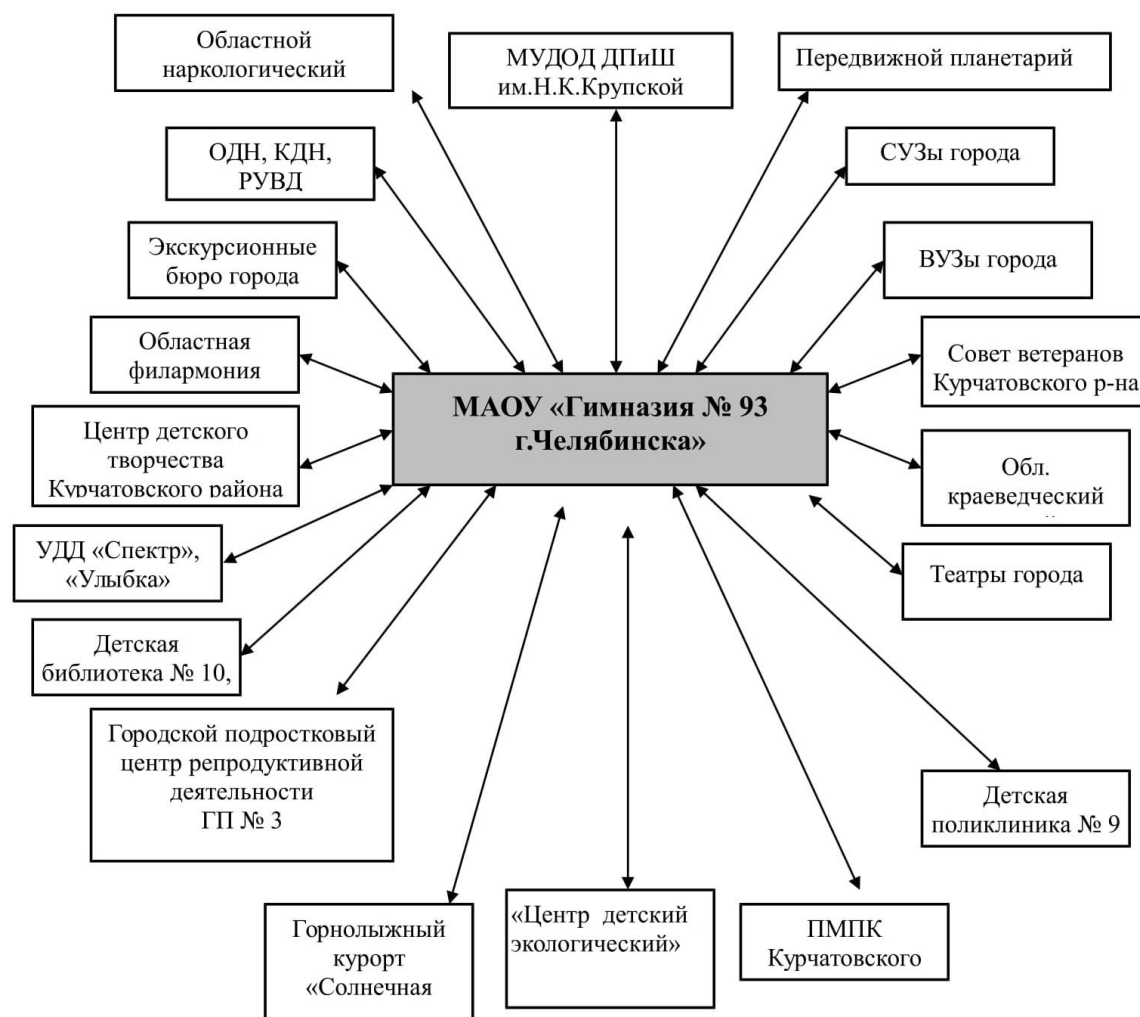 Областной
наркологический
МУДОД ДПиШ
им.Н.К.Крупской
Передвижной планетарий
ОДН, КДН,
РУВД
СУЗы города
Экскурсионные
бюро города
ВУЗы города
Областная
филармония
Совет ветеранов
Курчатовского р-на
МАОУ «Гимназия № 93
г.Челябинска»
Центр детского
творчества
Курчатовского района
Обл.
краеведческий
УДД «Спектр»,
«Улыбка»
Театры города
Детская
библиотека № 10,
Городской подростковый
центр репродуктивной
деятельности
ГП № 3
Детская
поликлиника № 9
Горнолыжный
курорт
«Солнечная
«Центр детский
экологический»
ПМПК
Курчатовского